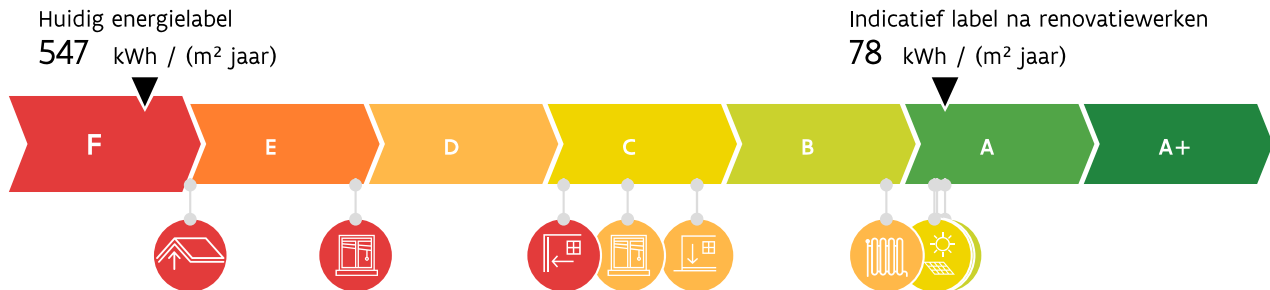 Huidig energielabel
547 kWh / (m² jaar)
Indicatief label na renovatiewerken
78 kWh / (m² jaar)
F E D C B A A+